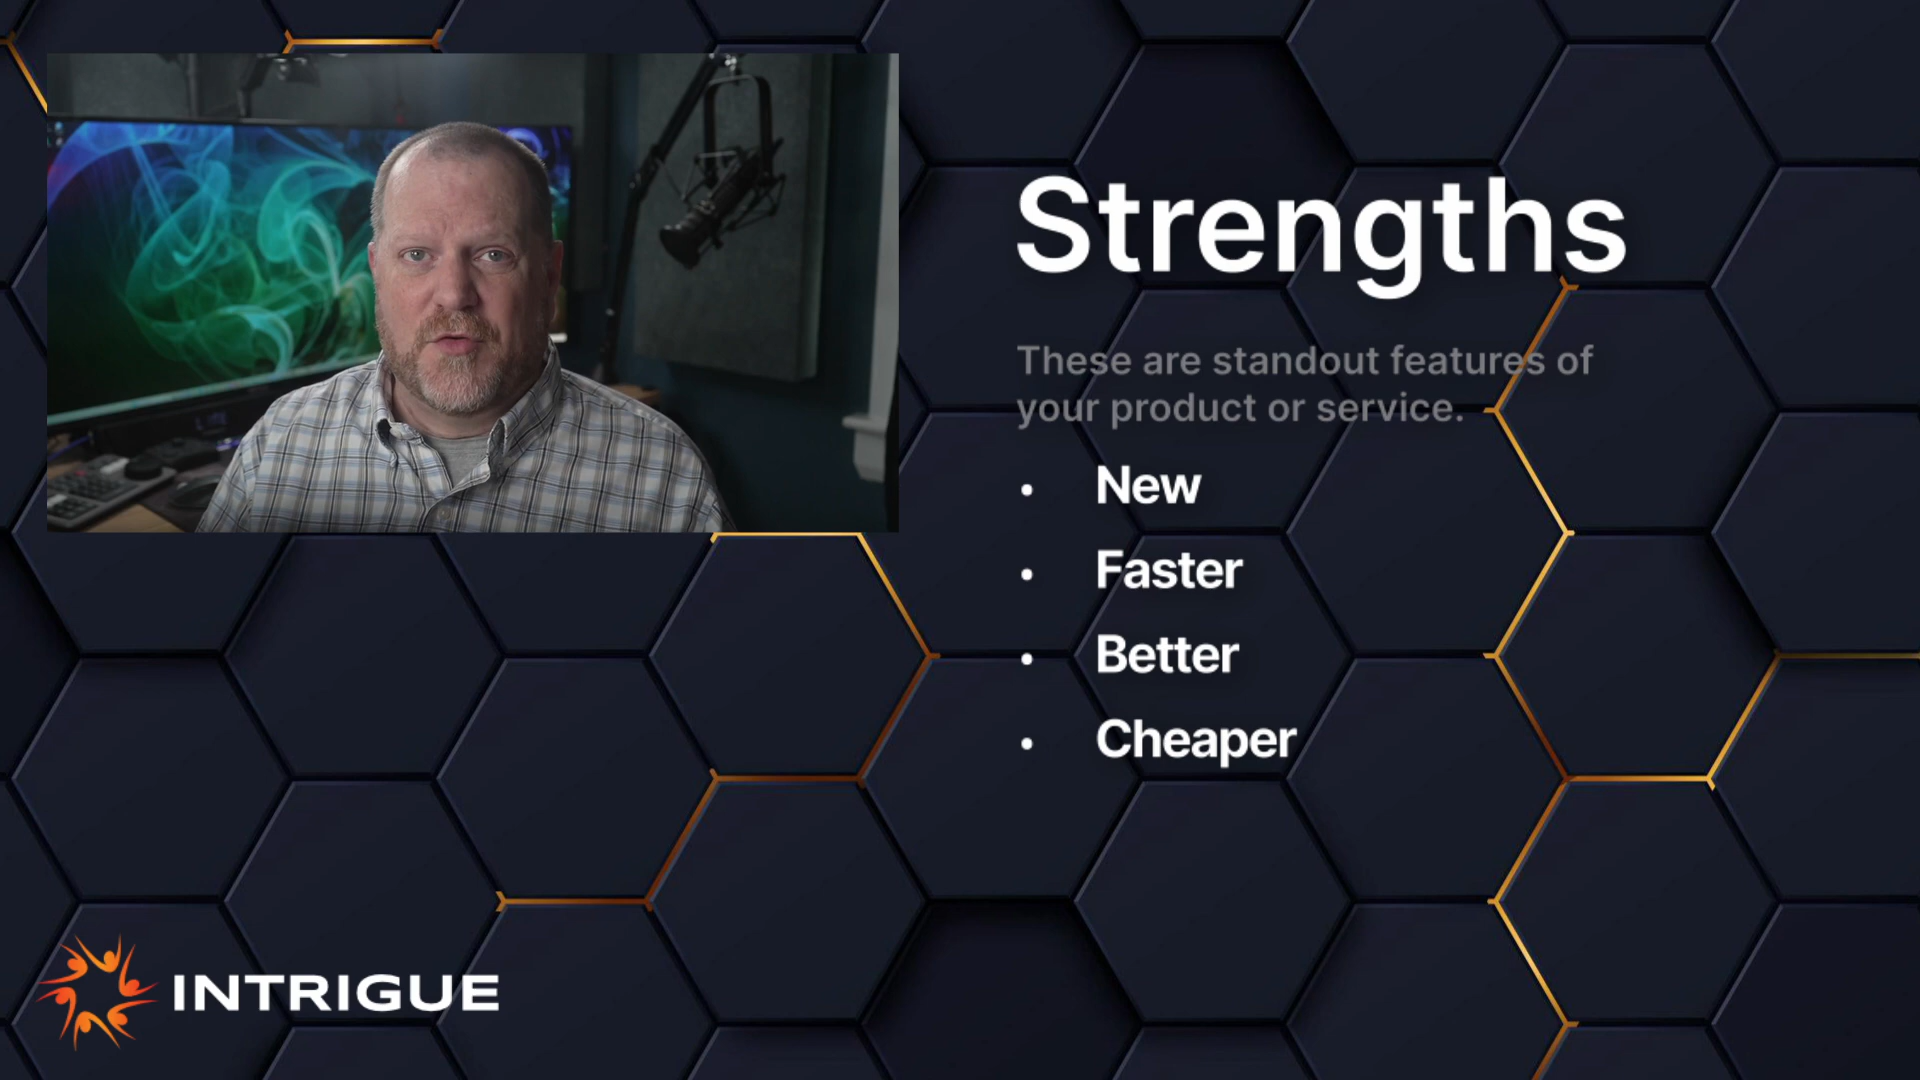 Strengths
These are standout features of
your product or service.
• New
• Faster
• Better
• Cheaper
INTRIGUE